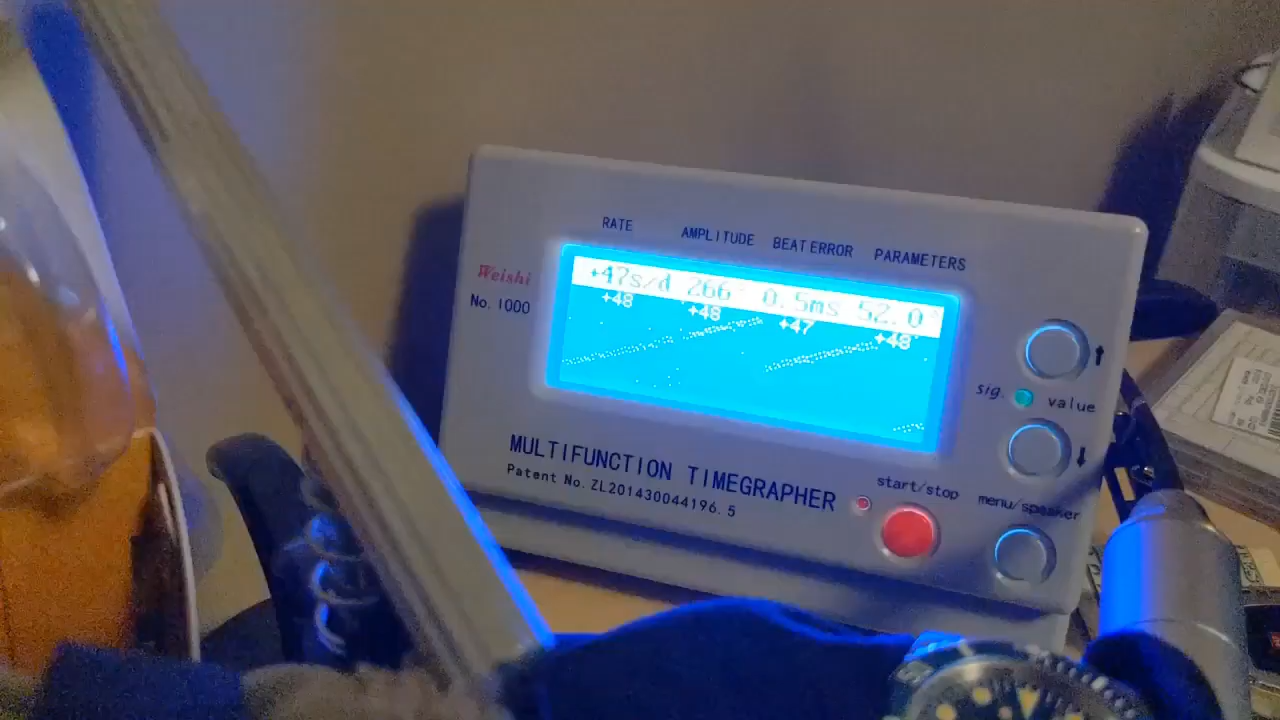 RATE AMPLITUDE BEAT ERROR PARAMETERS
Weishi
No. 1000
+47s/d 266° 0.5ms 52.0°
+48 +48 +47 +48
sig. value
MULTIFUNCTION TIMEGRAPHER
Patent No. ZL201430044196.5
start/stop
menu/speaker